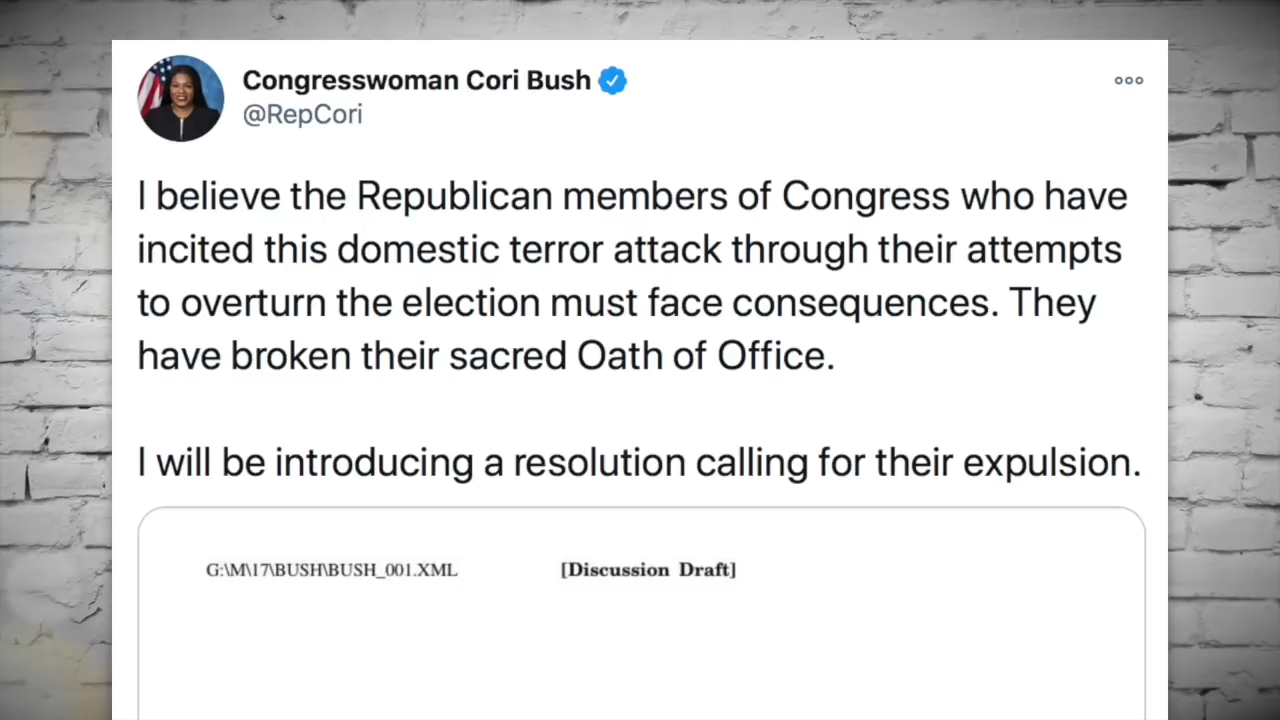 Congresswoman Cori Bush
@RepCori
I believe the Republican members of Congress who have
incited this domestic terror attack through their attempts
to overturn the election must face consequences. They
have broken their sacred Oath of Office.
I will be introducing a resolution calling for their expulsion.
G:\M\17\BUSH\BUSH_001.XML [Discussion Draft]